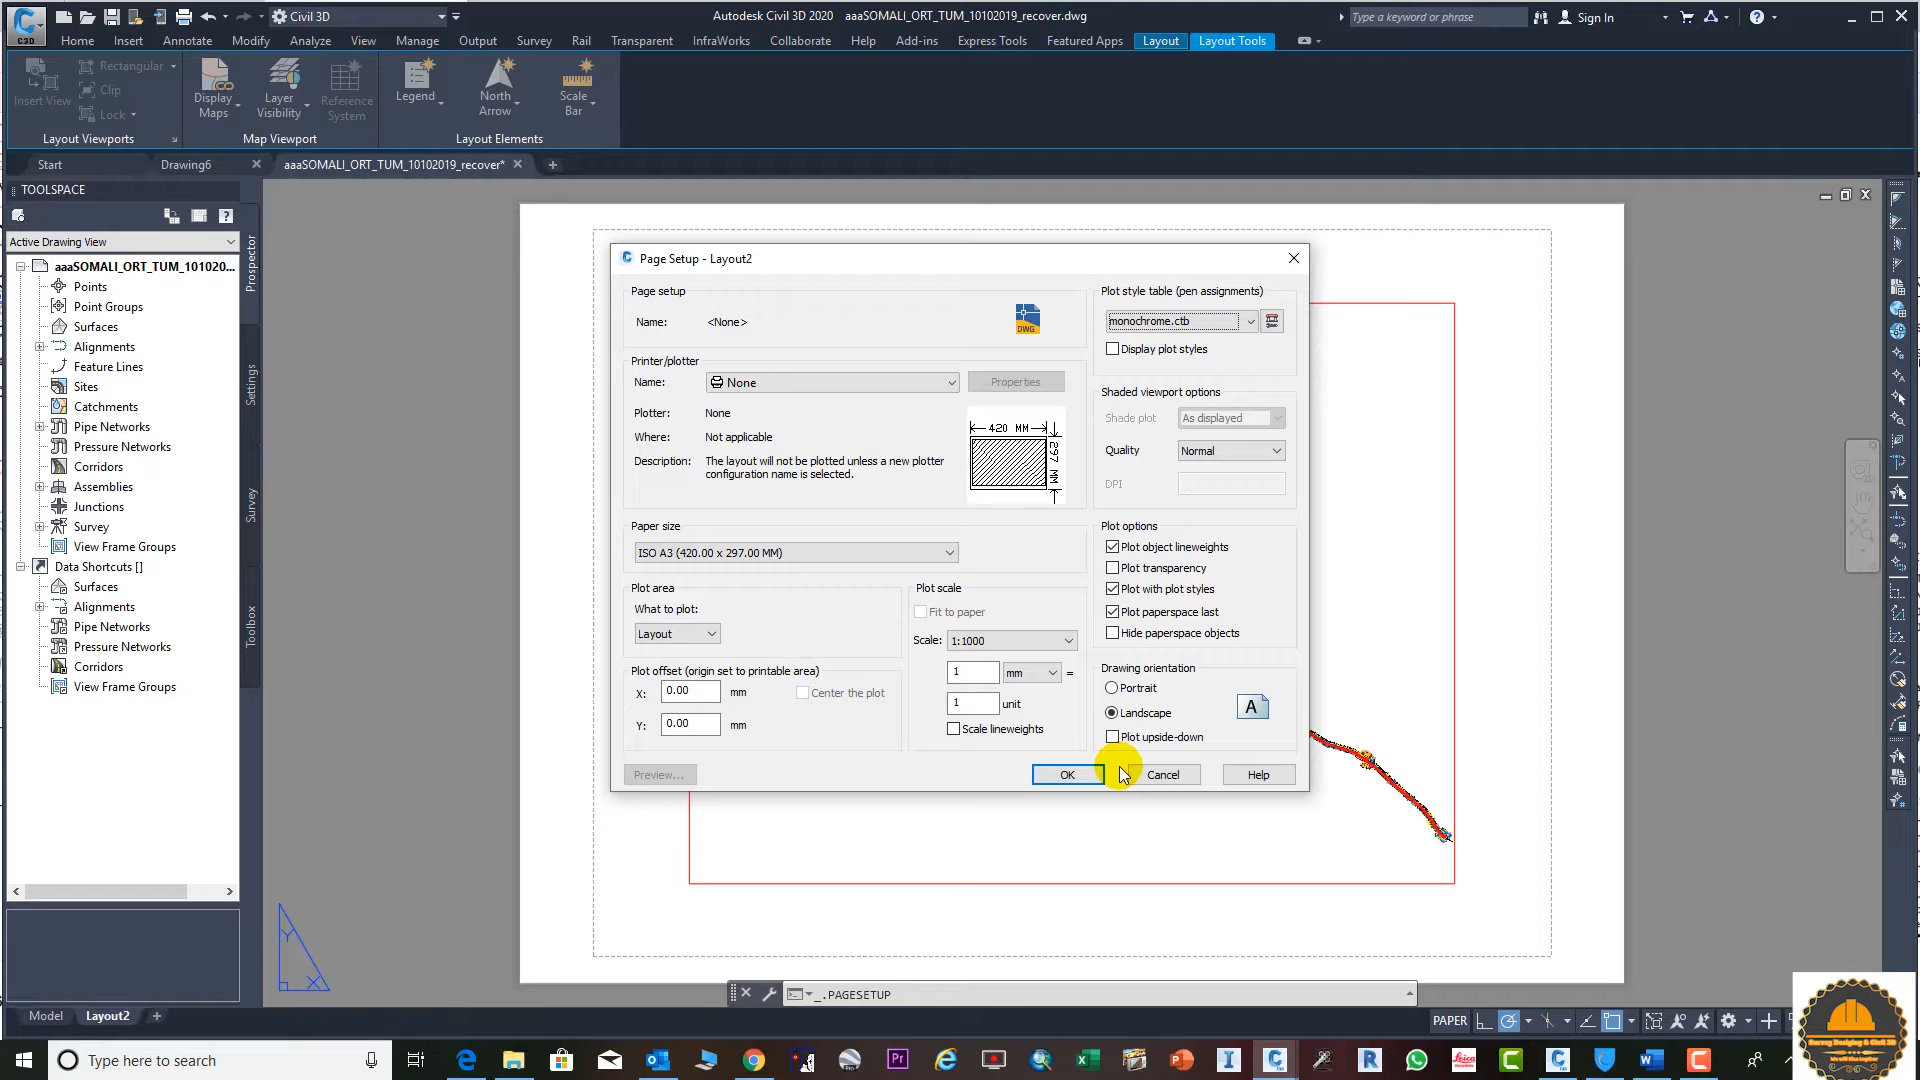 Civil 3D
Autodesk Civil 3D 2020 aaaSOMALI_ORT_TUM_10102019_recover.dwg
Type a keyword or phrase
Sign In
C3D
Home Insert Annotate Modify Analyze View Manage Output Survey Rail Transparent InfraWorks Collaborate Help Add-ins Express Tools Featured Apps Layout Layout Tools
Insert View
Rectangular
Clip
Lock
Display Maps
Layer Visibility
Reference System
Legend
North Arrow
Scale Bar
Layout Viewports Map Viewport Layout Elements
Start Drawing6 aaaSOMALI_ORT_TUM_10102019_recover*
TOOLSPACE
Active Drawing View
aaaSOMALI_ORT_TUM_101020...
Points
Point Groups
Surfaces
Alignments
Feature Lines
Sites
Catchments
Pipe Networks
Pressure Networks
Corridors
Assemblies
Junctions
Survey
View Frame Groups
Data Shortcuts []
Surfaces
Alignments
Pipe Networks
Pressure Networks
Corridors
View Frame Groups
Prospector
Settings
Survey
Toolbox
Page Setup - Layout2
Page setup
Name: <None>
DWG
Printer/plotter
Name: None Properties
Plotter: None
Where: Not applicable
Description: The layout will not be plotted unless a new plotter
configuration name is selected.
420 MM
297 MM
Paper size
ISO A3 (420.00 x 297.00 MM)
Plot area
What to plot:
Layout
Plot offset (origin set to printable area)
X: 0.00 mm Center the plot
Y: 0.00 mm
Plot scale
Fit to paper
Scale: 1:1000
1 mm =
1 unit
Scale lineweights
Plot style table (pen assignments)
monochrome.ctb
Display plot styles
Shaded viewport options
Shade plot As displayed
Quality Normal
DPI
Plot options
Plot object lineweights
Plot transparency
Plot with plot styles
Plot paperspace last
Hide paperspace objects
Drawing orientation
Portrait
Landscape
A
Plot upside-down
Preview... OK Cancel Help
Y
X
_.PAGESETUP
Model Layout2
PAPER
Type here to search
Survey Designing & Civil 3D